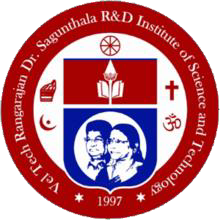 Vel Tech Rangarajan Dr. Sagunthala R&D Institute of Science and Technology
1997